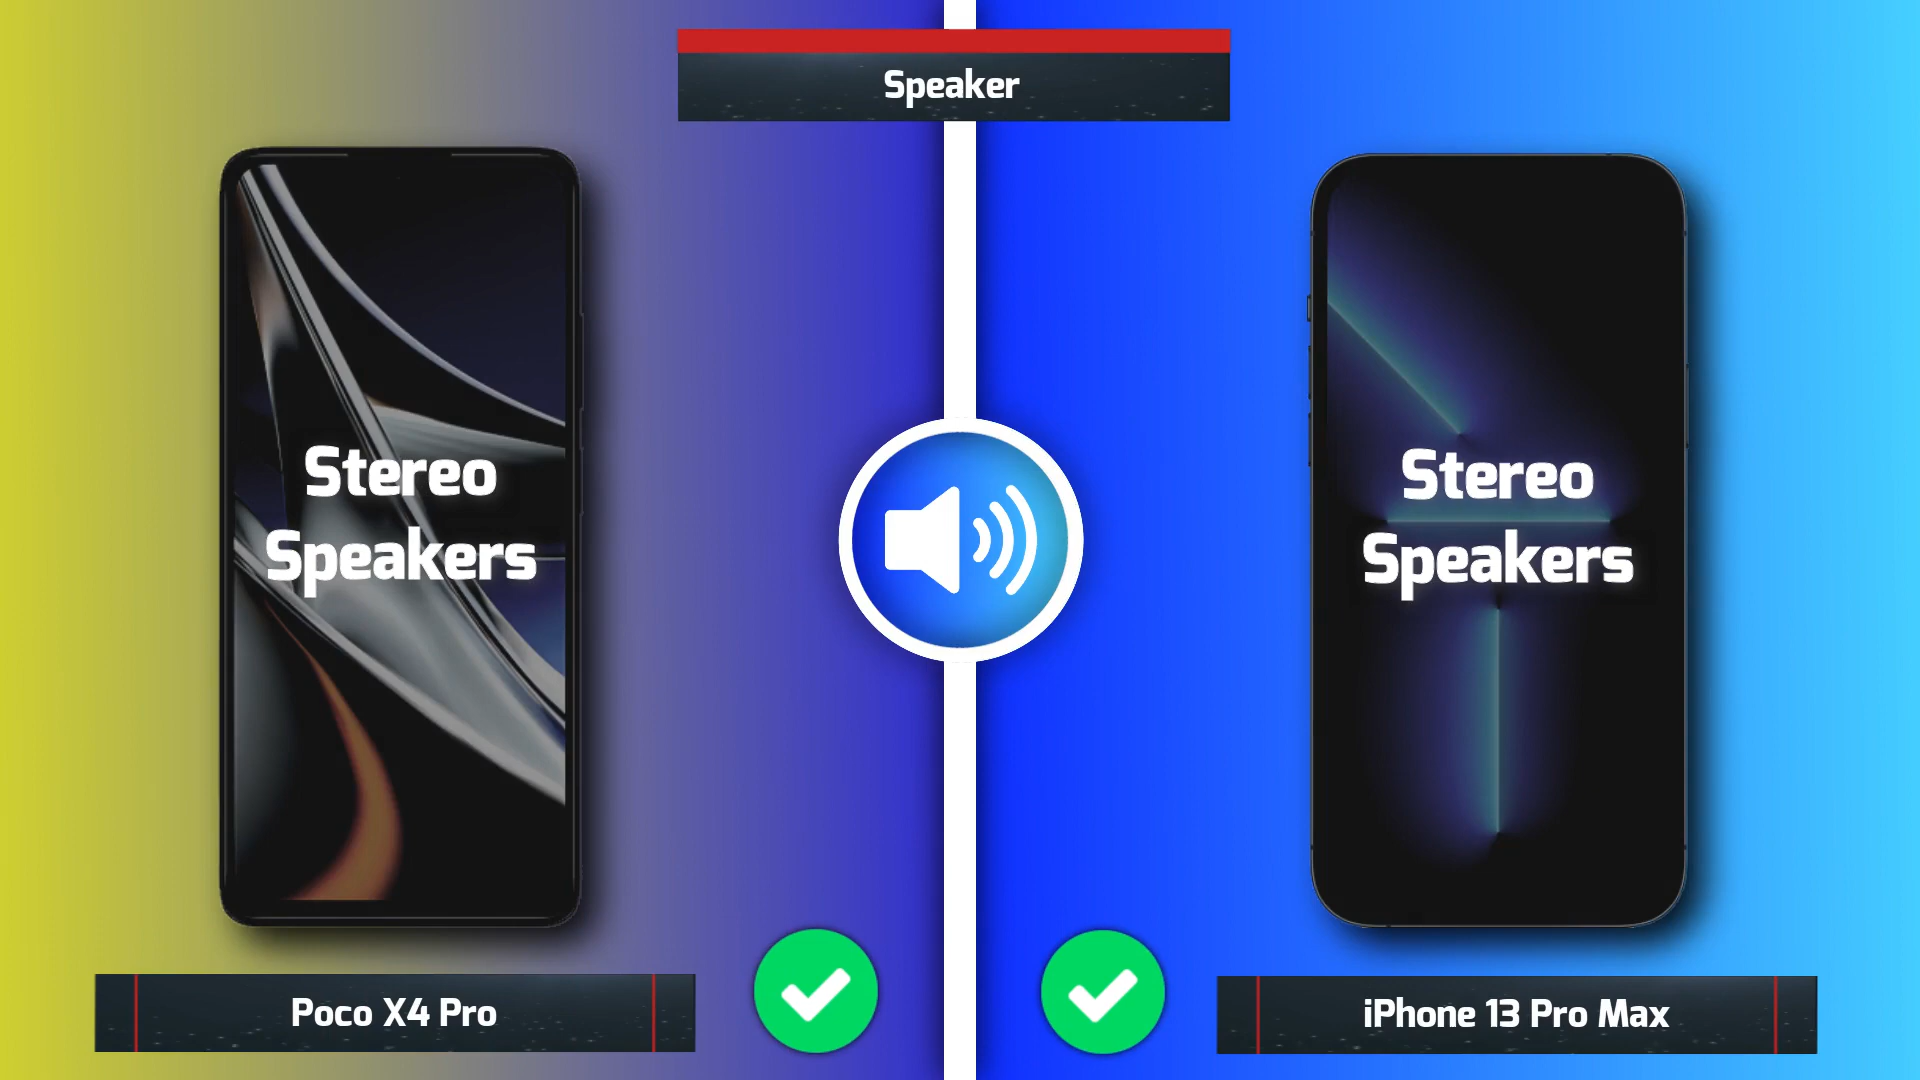 Speaker
Stereo
Speakers
Stereo
Speakers
Poco X4 Pro
iPhone 13 Pro Max